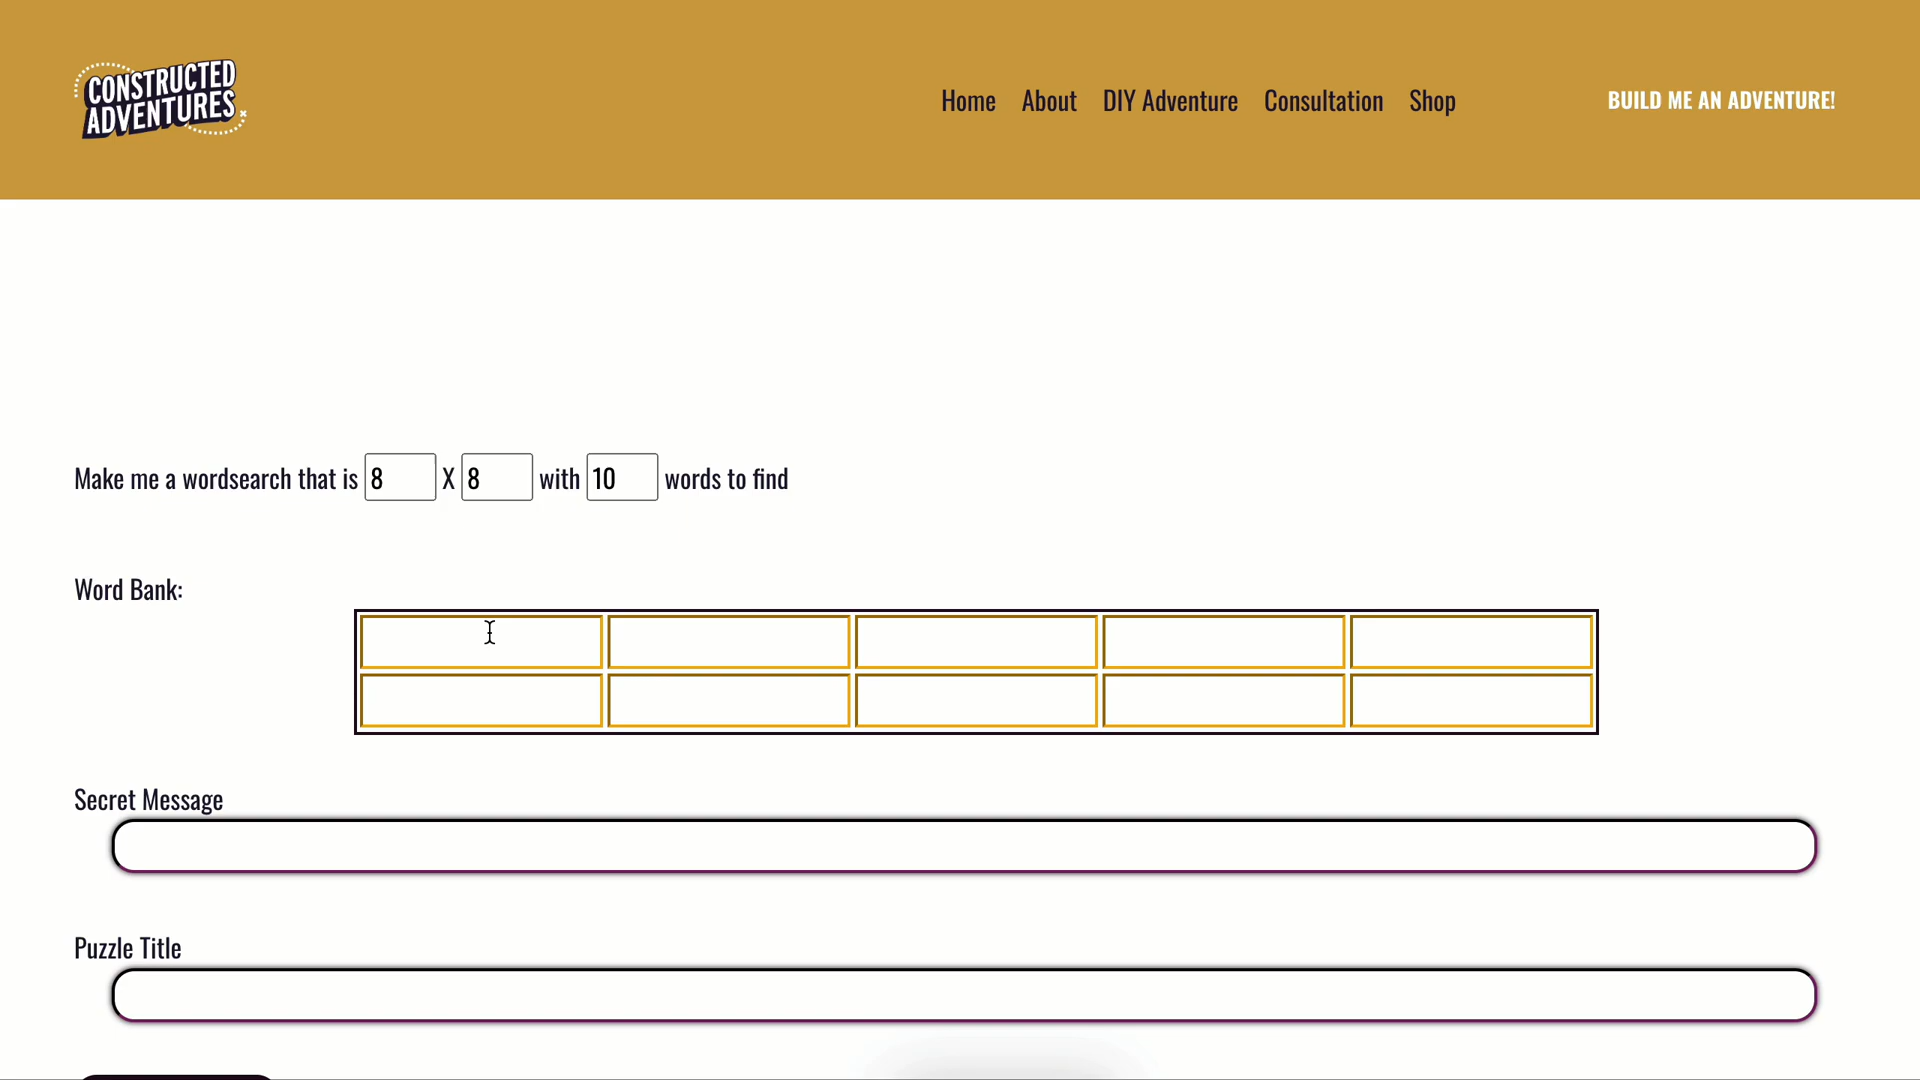 CONSTRUCTED
ADVENTURES
Home About DIY Adventure Consultation Shop
BUILD ME AN ADVENTURE!
Make me a wordsearch that is 8 X 8 with 10 words to find
Word Bank:
Secret Message
Puzzle Title